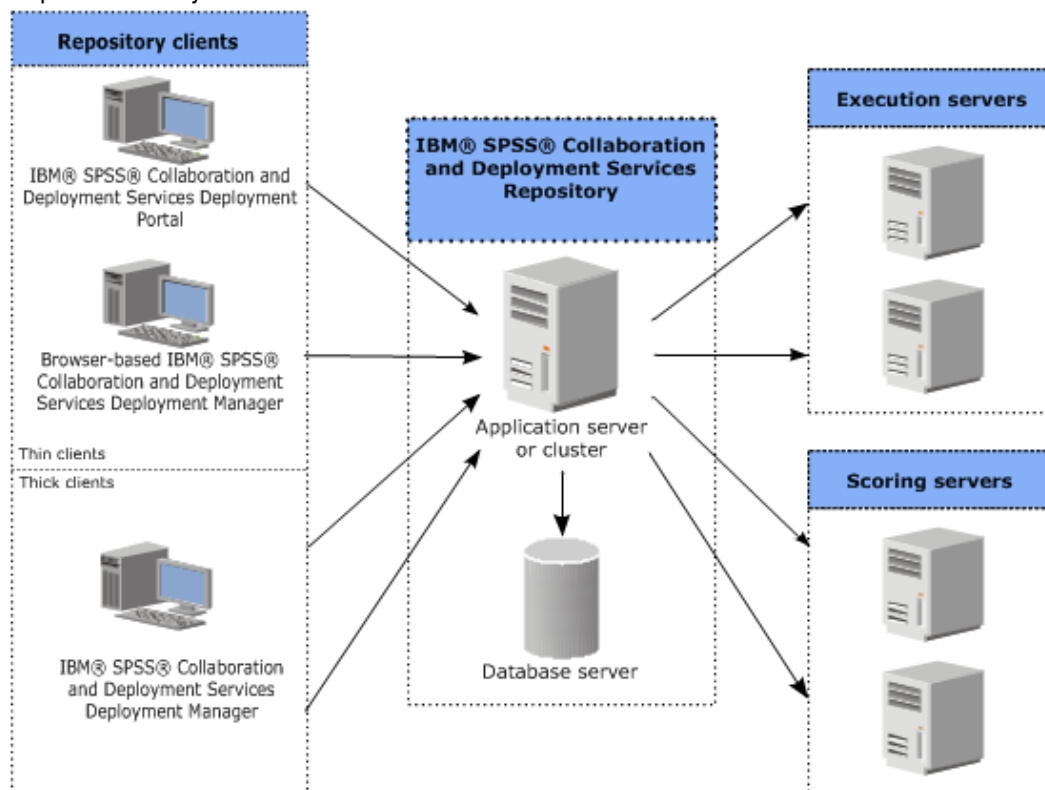 Repository clients
IBM® SPSS® Collaboration and
Deployment Services Deployment
Portal
Browser-based IBM® SPSS®
Collaboration and Deployment
Services Deployment Manager
Thin clients
Thick clients
IBM® SPSS® Collaboration
and Deployment Services
Deployment Manager
IBM® SPSS® Collaboration
and Deployment Services
Repository
Application server
or cluster
Database server
Execution servers
Scoring servers